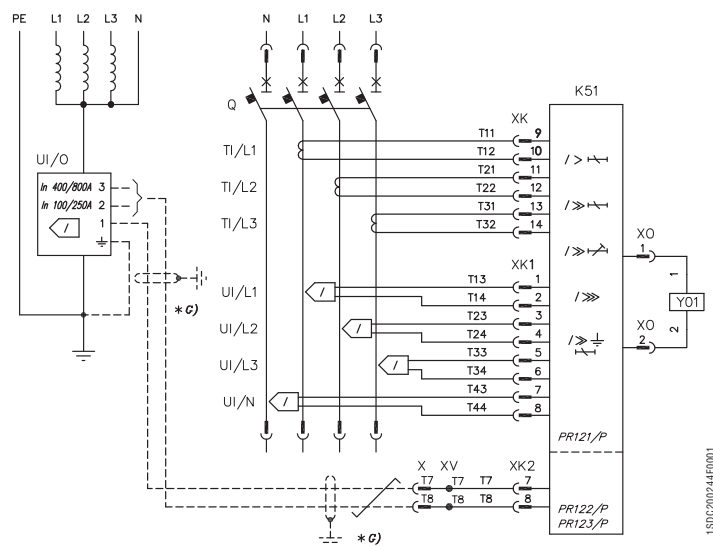 PE L1 L2 L3 N
N L1 L2 L3
Q
K51
XK
UI/O
In 400/800A 3
In 100/250A 2
1
/
*G)
TI/L1
T11 9
T12 10
TI/L2
T21 11
T22 12
TI/L3
T31 13
T32 14
XK1
UI/L1
/
T13 1
T14 2
UI/L2
/
T23 3
T24 4
UI/L3
/
T33 5
T34 6
UI/N
/
T43 7
T44 8
/>
/≫
/≫
/⋙
/≫
XO
1
1
YO1
2
XO
2
PR121/P
X XV XK2
T7 T7 T7 7
T8 T8 T8 8
PR122/P
PR123/P
*G)
1SDC200244F0001